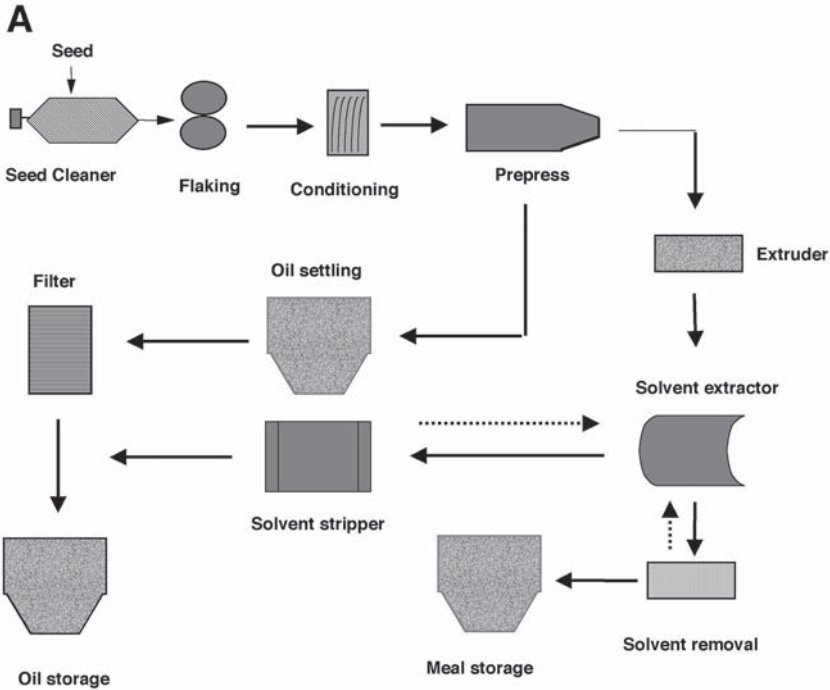 A
Seed
Seed Cleaner
Flaking
Conditioning
Prepress
Extruder
Oil settling
Filter
Solvent extractor
Solvent stripper
Solvent removal
Meal storage
Oil storage